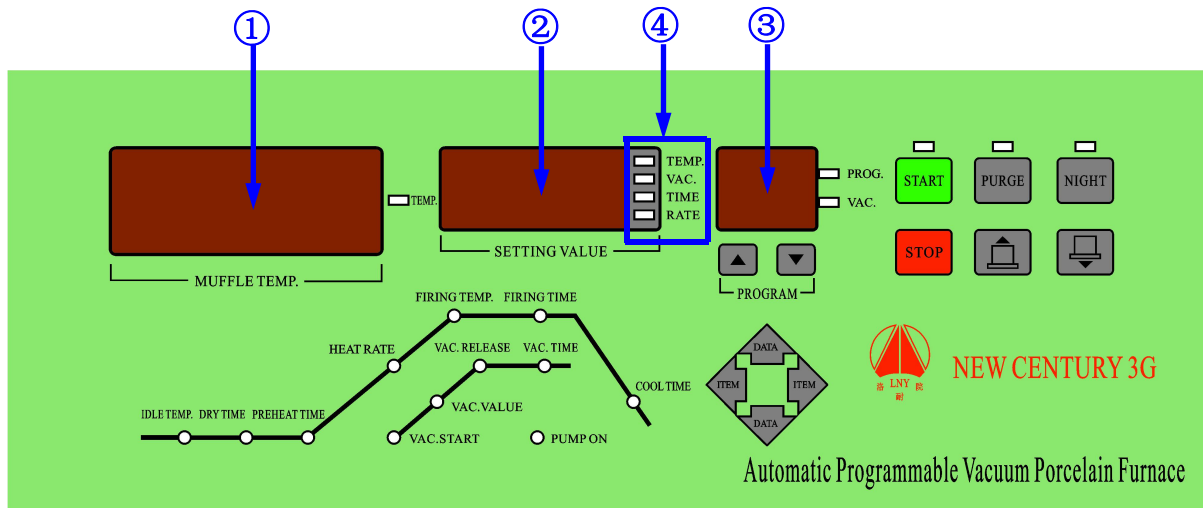 ① ② ④ ③
TEMP.
TEMP.
VAC.
TIME
RATE
PROG.
VAC.
START PURGE NIGHT
STOP
MUFFLE TEMP.
SETTING VALUE
PROGRAM
FIRING TEMP. FIRING TIME
HEAT RATE
VAC. RELEASE VAC. TIME
COOL TIME
IDLE TEMP. DRY TIME PREHEAT TIME
VAC.VALUE
VAC.START
PUMP ON
DATA
ITEM ITEM
DATA
洛 LNY 院
耐
NEW CENTURY 3G
Automatic Programmable Vacuum Porcelain Furnace